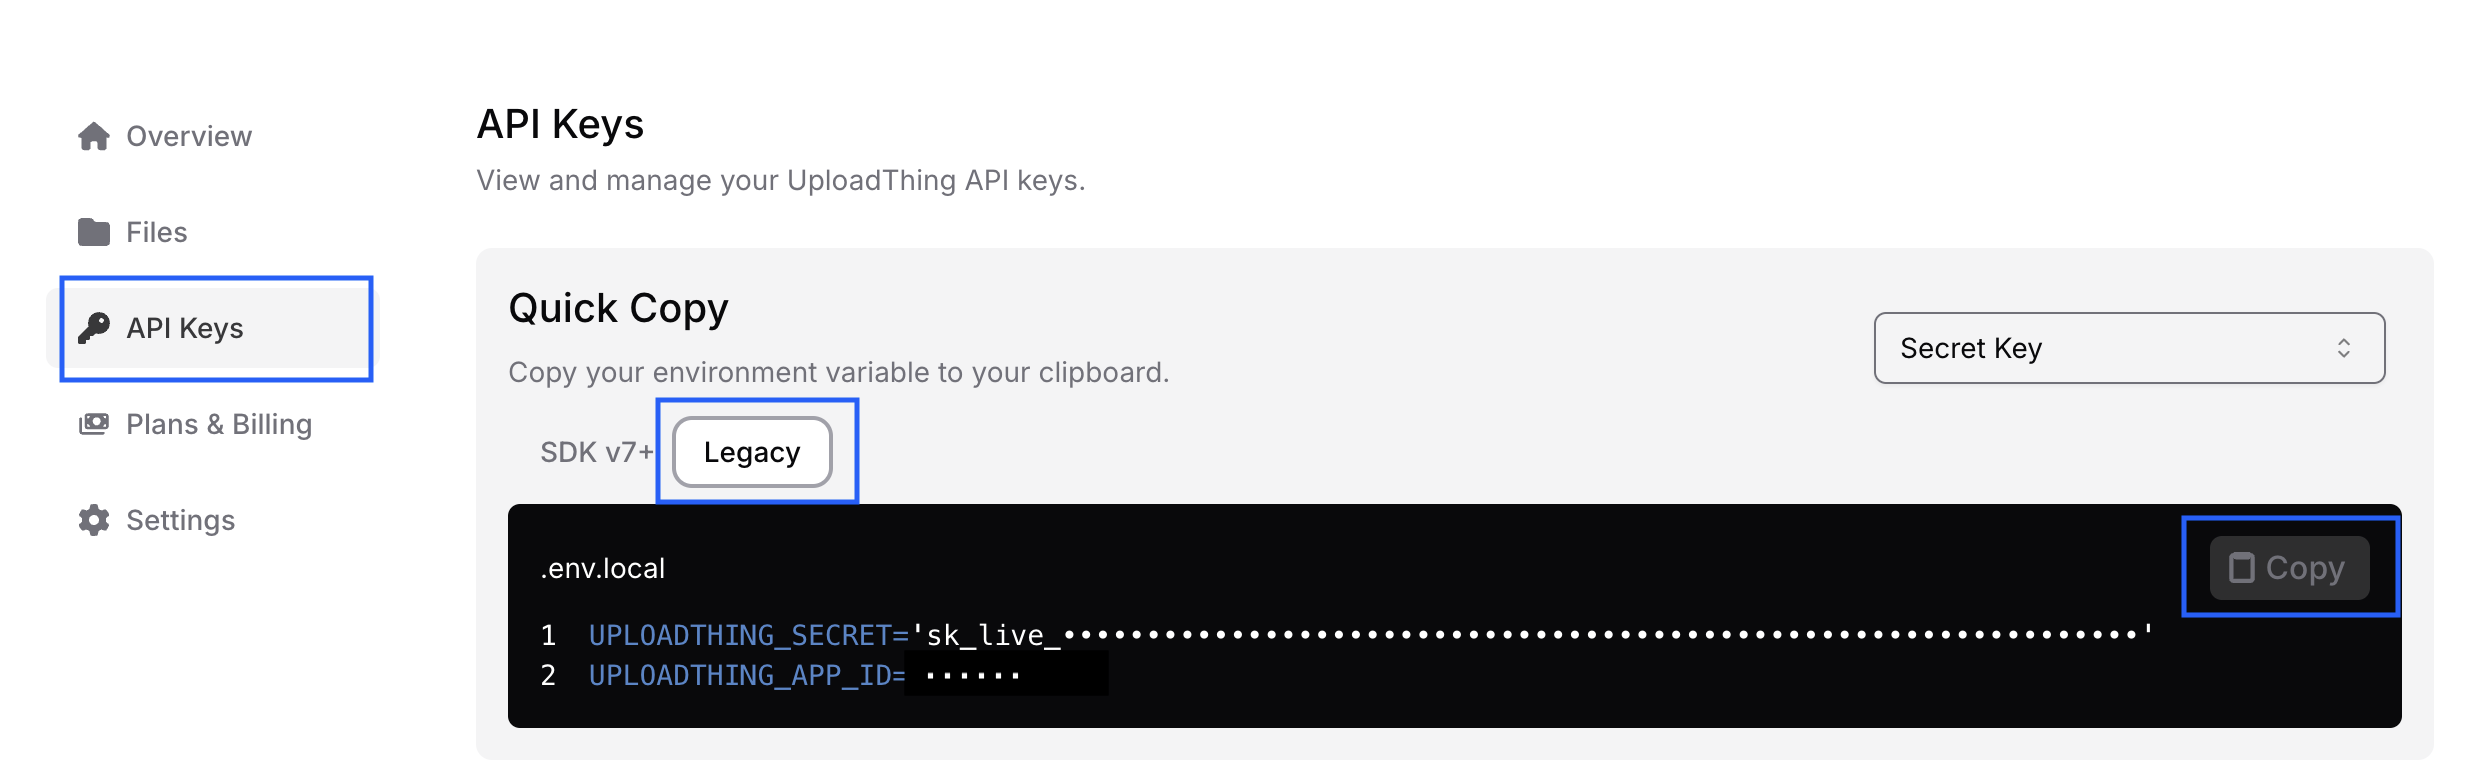 Overview
Files
API Keys
Plans & Billing
Settings
API Keys
View and manage your UploadThing API keys.
Quick Copy
Copy your environment variable to your clipboard.
Secret Key
SDK v7+
Legacy
.env.local
Copy
1 UPLOADTHING_SECRET='sk_live_••••••••••••••••••••••••••••••••••••••••••••••••••••••••••••••••'
2 UPLOADTHING_APP_ID= ······